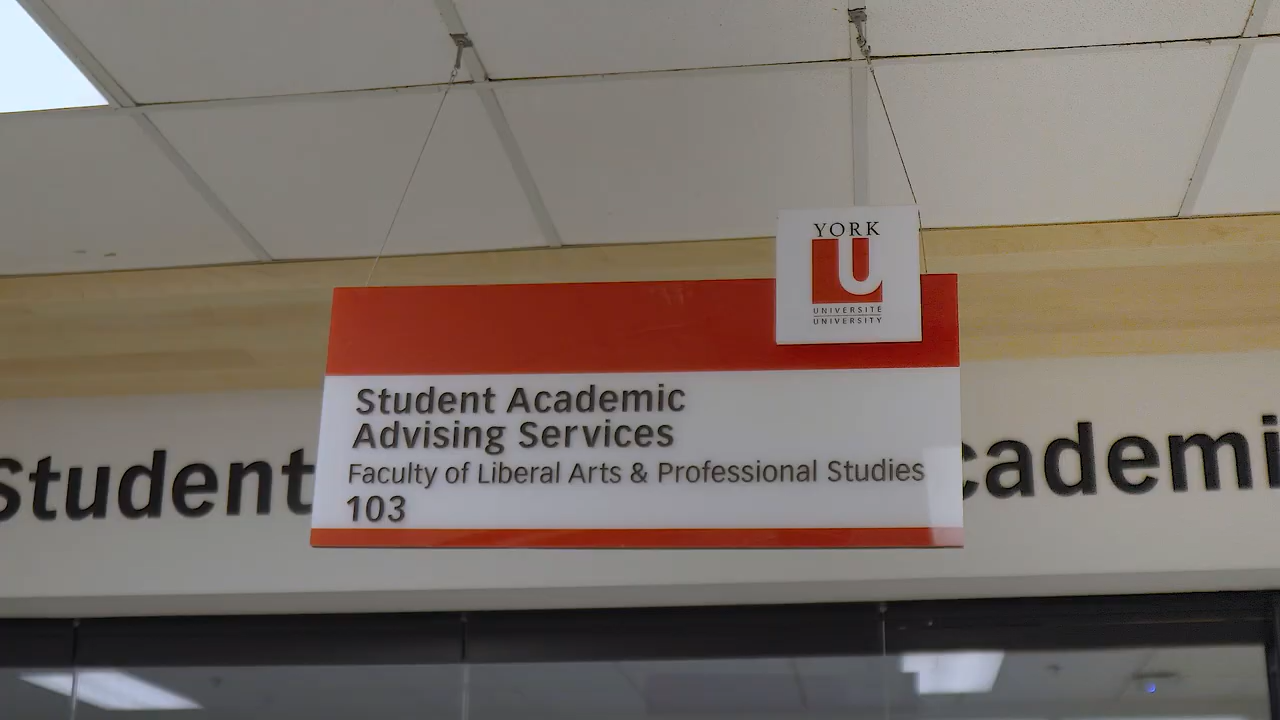 YORK
U
UNIVERSITÉ
UNIVERSITY
Student Academic
Advising Services
Faculty of Liberal Arts & Professional Studies
103
Student
cademi